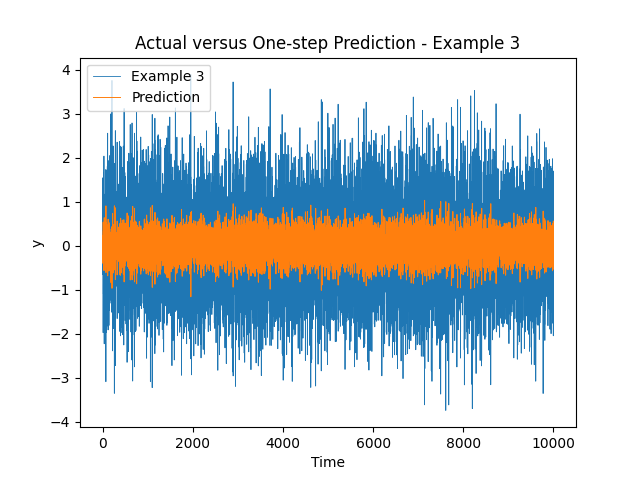 Actual versus One-step Prediction - Example 3
Example 3
Prediction
4
3
2
1
0
−1
−2
−3
−4
y
0 2000 4000 6000 8000 10000
Time